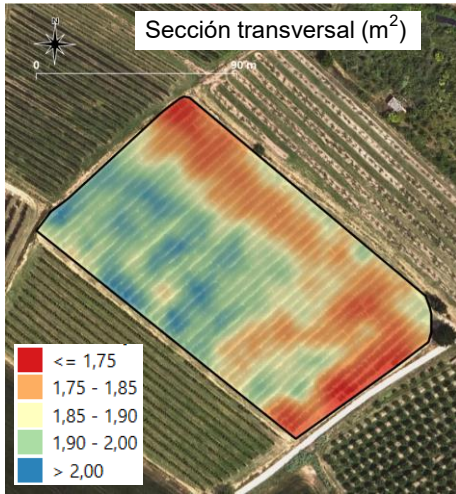 Sección transversal (m²)
N
0 90 m
<= 1,75
1,75 - 1,85
1,85 - 1,90
1,90 - 2,00
> 2,00